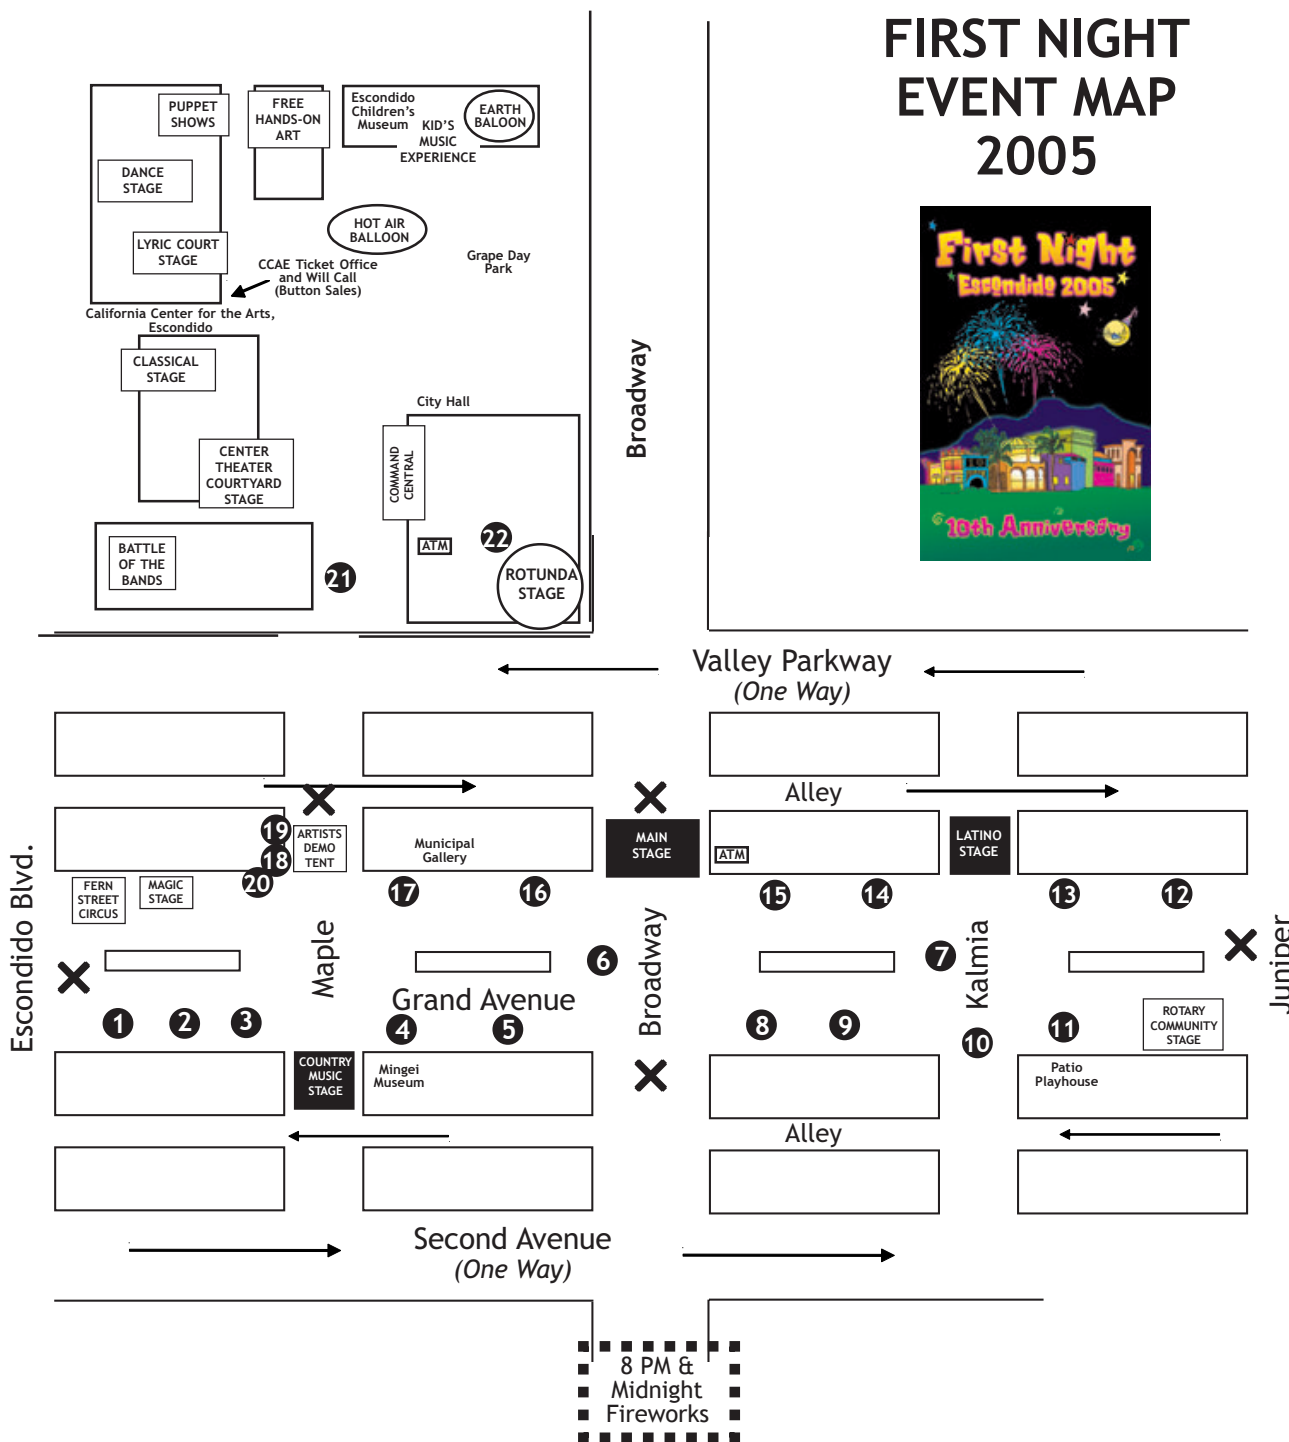 FIRST NIGHT
EVENT MAP
2005
First Night
Escondido 2005
10th Anniversary
PUPPET
SHOWS
FREE
HANDS-ON
ART
Escondido
Children's
Museum
KID'S
MUSIC
EXPERIENCE
EARTH
BALOON
DANCE
STAGE
HOT AIR
BALLOON
LYRIC COURT
STAGE
Grape Day
Park
CCAE Ticket Office
and Will Call
(Button Sales)
California Center for the Arts,
Escondido
CLASSICAL
STAGE
CENTER
THEATER
COURTYARD
STAGE
City Hall
COMMAND
CENTRAL
Broadway
ATM
22
BATTLE
OF THE
BANDS
21
ROTUNDA
STAGE
Valley Parkway
(One Way)
Alley
19
18
20
ARTISTS
DEMO
TENT
Municipal
Gallery
MAIN
STAGE
ATM
LATINO
STAGE
FERN
STREET
CIRCUS
MAGIC
STAGE
17
16
15
14
13
12
Escondido Blvd.
Maple
6
Broadway
7
Kalmia
Juniper
Grand Avenue
1
2
3
4
5
8
9
10
11
ROTARY
COMMUNITY
STAGE
COUNTRY
MUSIC
STAGE
Mingei
Museum
Patio
Playhouse
Alley
Second Avenue
(One Way)
8 PM &
Midnight
Fireworks